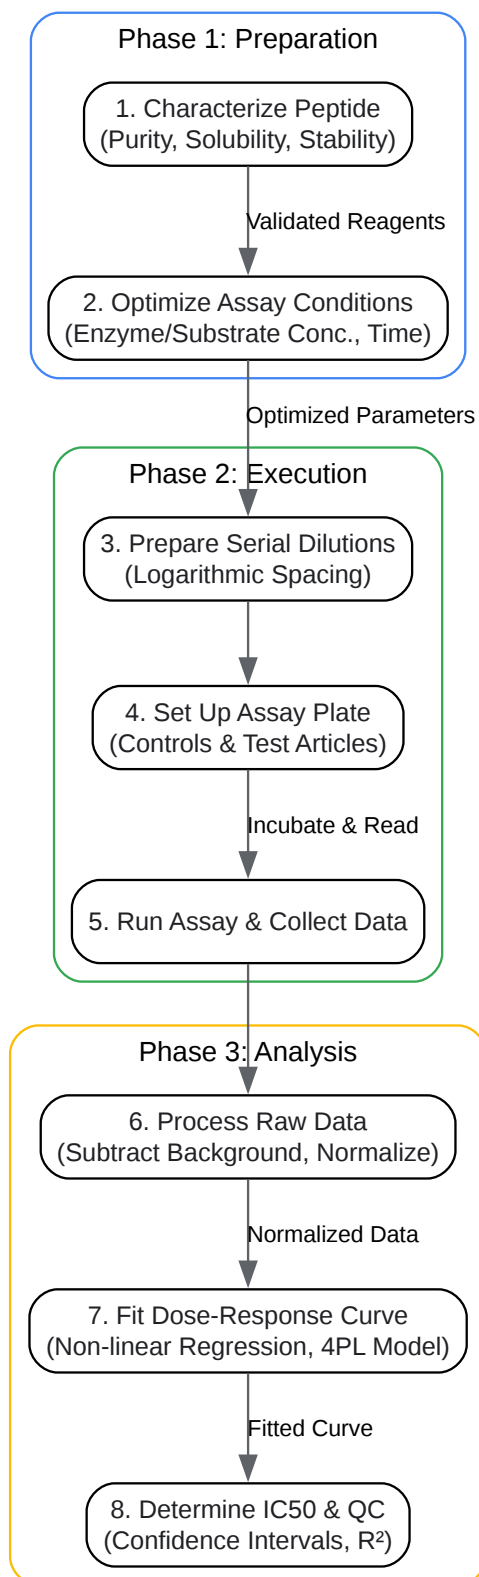 Phase 1: Preparation
1. Characterize Peptide
(Purity, Solubility, Stability)
Validated Reagents
2. Optimize Assay Conditions
(Enzyme/Substrate Conc., Time)
Optimized Parameters
Phase 2: Execution
3. Prepare Serial Dilutions
(Logarithmic Spacing)
4. Set Up Assay Plate
(Controls & Test Articles)
Incubate & Read
5. Run Assay & Collect Data
Phase 3: Analysis
6. Process Raw Data
(Subtract Background, Normalize)
Normalized Data
7. Fit Dose-Response Curve
(Non-linear Regression, 4PL Model)
Fitted Curve
8. Determine IC50 & QC
(Confidence Intervals, R²)